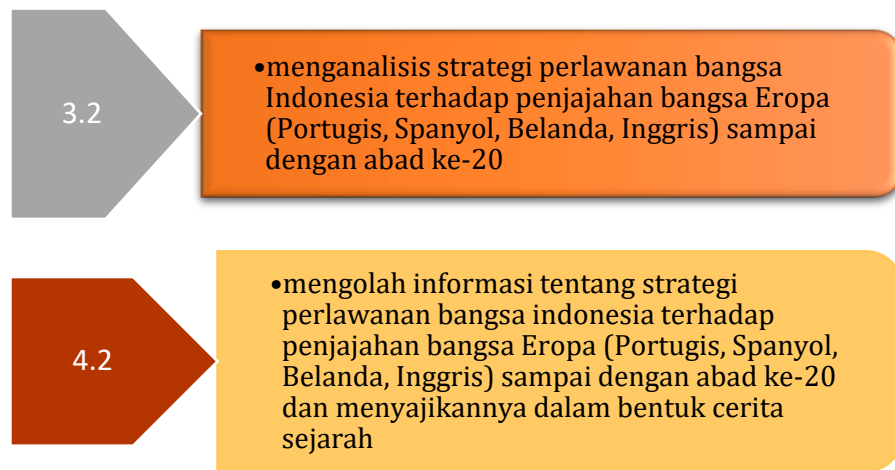 3.2
•menganalisis strategi perlawanan bangsa
Indonesia terhadap penjajahan bangsa Eropa
(Portugis, Spanyol, Belanda, Inggris) sampai
dengan abad ke-20
4.2
•mengolah informasi tentang strategi
perlawanan bangsa indonesia terhadap
penjajahan bangsa Eropa (Portugis, Spanyol,
Belanda, Inggris) sampai dengan abad ke-20
dan menyajikannya dalam bentuk cerita
sejarah